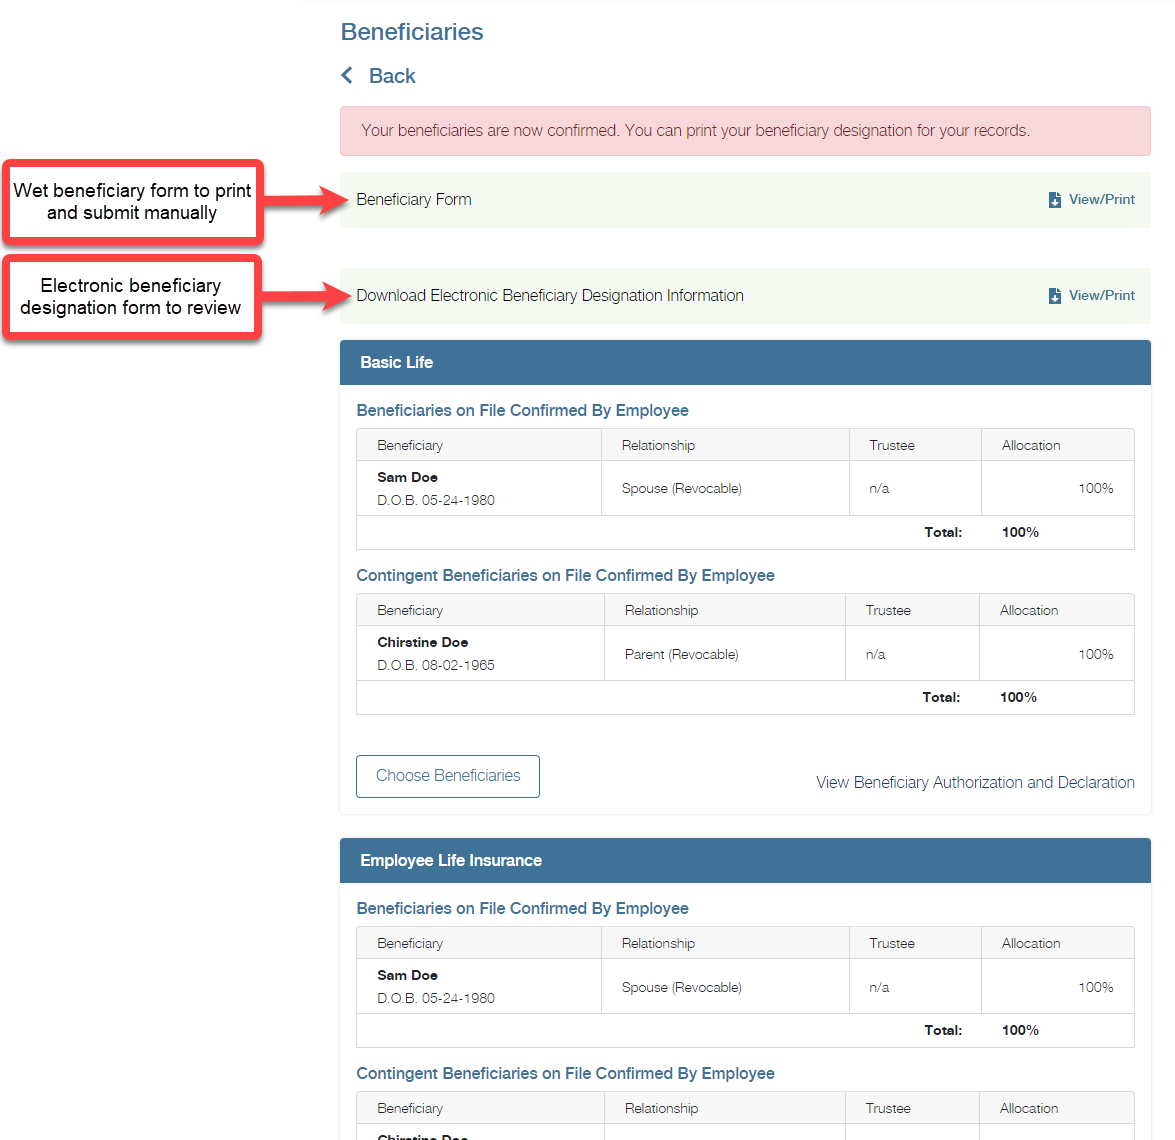 Beneficiaries
Back
Your beneficiaries are now confirmed. You can print your beneficiary designation for your records.
Wet beneficiary form to print
and submit manually
Beneficiary Form View/Print
Electronic beneficiary
designation form to review
Download Electronic Beneficiary Designation Information View/Print
Basic Life
Beneficiaries on File Confirmed By Employee
Beneficiary Relationship Trustee Allocation
Sam Doe
D.O.B. 05-24-1980 Spouse (Revocable) n/a 100%
Total: 100%
Contingent Beneficiaries on File Confirmed By Employee
Beneficiary Relationship Trustee Allocation
Chirstine Doe
D.O.B. 08-02-1965 Parent (Revocable) n/a 100%
Total: 100%
Choose Beneficiaries View Beneficiary Authorization and Declaration
Employee Life Insurance
Beneficiaries on File Confirmed By Employee
Beneficiary Relationship Trustee Allocation
Sam Doe
D.O.B. 05-24-1980 Spouse (Revocable) n/a 100%
Total: 100%
Contingent Beneficiaries on File Confirmed By Employee
Beneficiary Relationship Trustee Allocation
Chirstine Doe